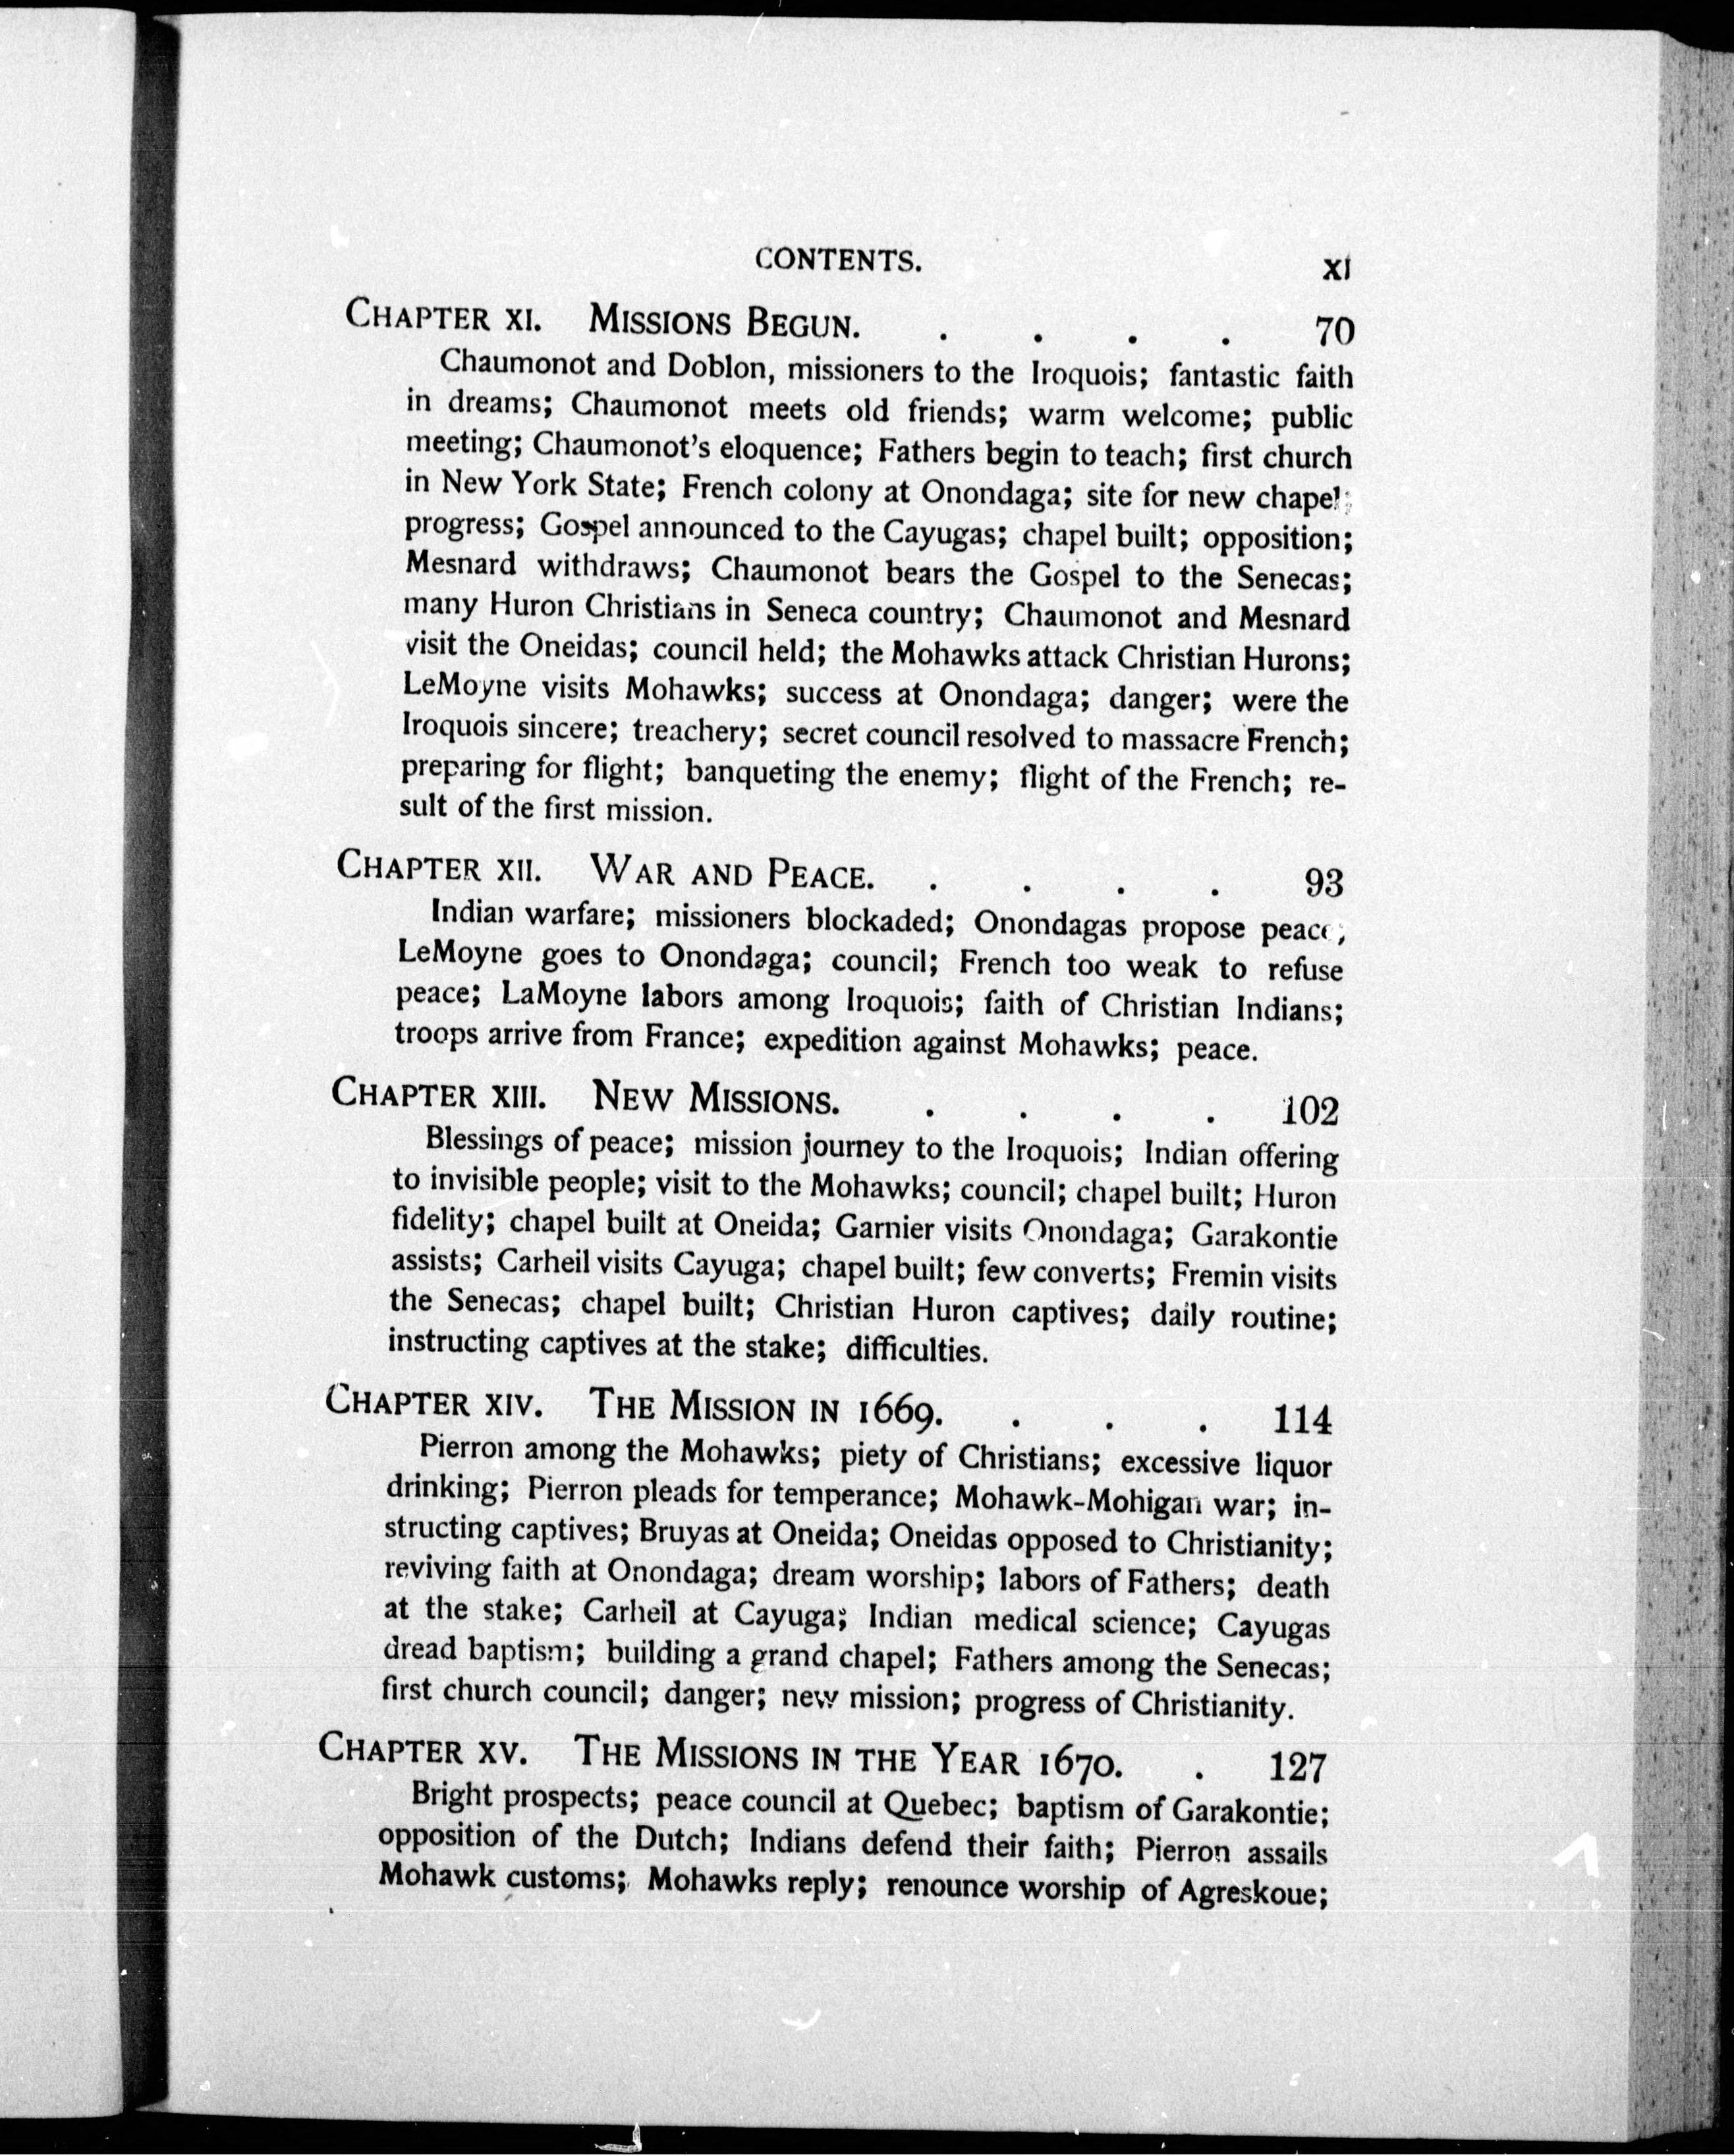 CONTENTS. xi
CHAPTER XI. MISSIONS BEGUN. . . . . 70
Chaumonot and Doblon, missioners to the Iroquois; fantastic faith
in dreams; Chaumonot meets old friends; warm welcome; public
meeting; Chaumonot's eloquence; Fathers begin to teach; first church
in New York State; French colony at Onondaga; site for new chapel;
progress; Gospel announced to the Cayugas; chapel built; opposition;
Mesnard withdraws; Chaumonot bears the Gospel to the Senecas;
many Huron Christians in Seneca country; Chaumonot and Mesnard
visit the Oneidas; council held; the Mohawks attack Christian Hurons;
LeMoyne visits Mohawks; success at Onondaga; danger; were the
Iroquois sincere; treachery; secret council resolved to massacre French;
preparing for flight; banqueting the enemy; flight of the French; re-
sult of the first mission.
CHAPTER XII. WAR AND PEACE. . . . . 93
Indian warfare; missioners blockaded; Onondagas propose peace;
LeMoyne goes to Onondaga; council; French too weak to refuse
peace; LaMoyne labors among Iroquois; faith of Christian Indians;
troops arrive from France; expedition against Mohawks; peace.
CHAPTER XIII. NEW MISSIONS. . . . . 102
Blessings of peace; mission journey to the Iroquois; Indian offering
to invisible people; visit to the Mohawks; council; chapel built; Huron
fidelity; chapel built at Oneida; Garnier visits Onondaga; Garakontie
assists; Carheil visits Cayuga; chapel built; few converts; Fremin visits
the Senecas; chapel built; Christian Huron captives; daily routine;
instructing captives at the stake; difficulties.
CHAPTER XIV. THE MISSION IN 1669. . . . 114
Pierron among the Mohawks; piety of Christians; excessive liquor
drinking; Pierron pleads for temperance; Mohawk-Mohigan war; in-
structing captives; Bruyas at Oneida; Oneidas opposed to Christianity;
reviving faith at Onondaga; dream worship; labors of Fathers; death
at the stake; Carheil at Cayuga; Indian medical science; Cayugas
dread baptism; building a grand chapel; Fathers among the Senecas;
first church council; danger; new mission; progress of Christianity.
CHAPTER XV. THE MISSIONS IN THE YEAR 1670. . 127
Bright prospects; peace council at Quebec; baptism of Garakontie;
opposition of the Dutch; Indians defend their faith; Pierron assails
Mohawk customs; Mohawks reply; renounce worship of Agreskoue;